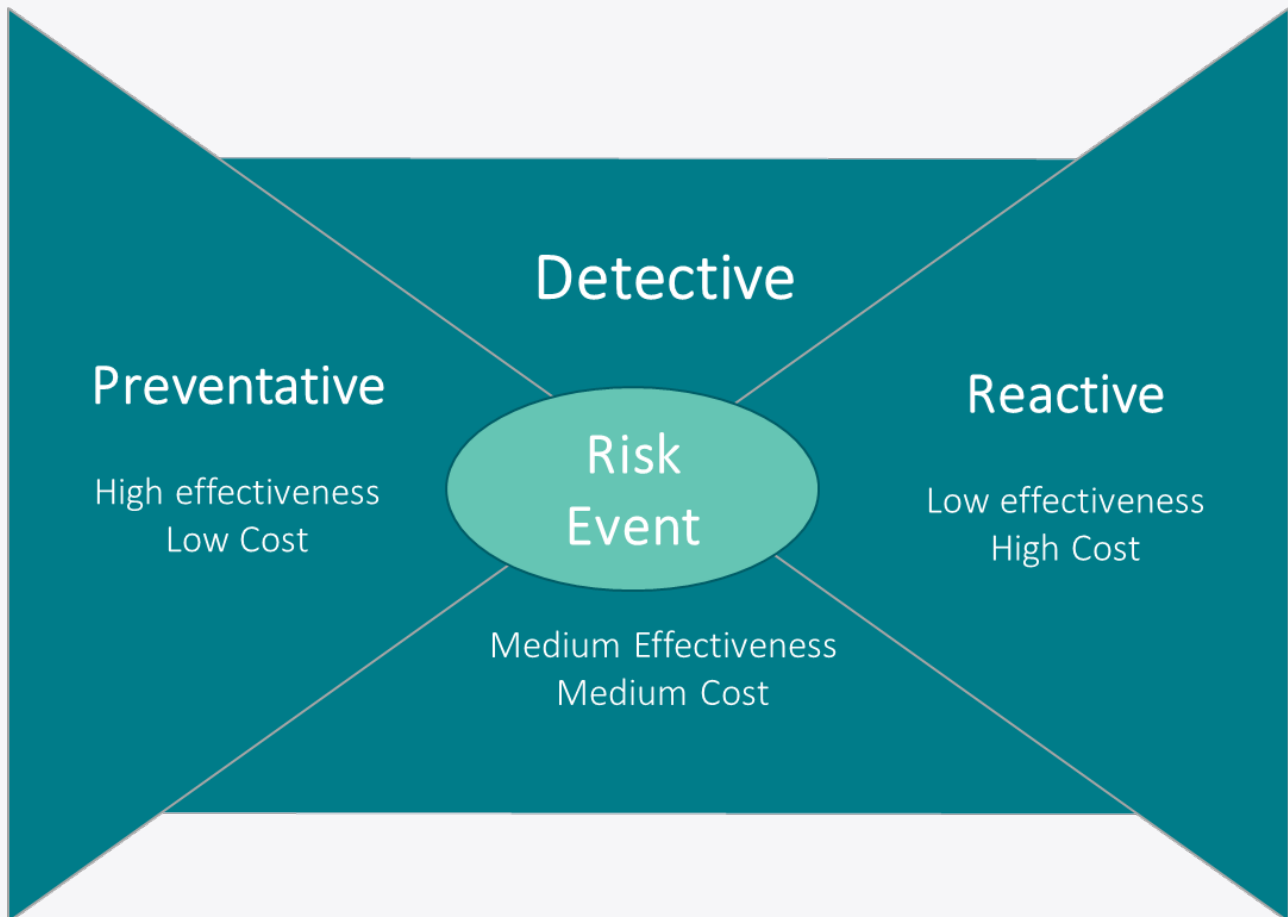 Detective
Preventative
High effectiveness
Low Cost
Risk
Event
Reactive
Low effectiveness
High Cost
Medium Effectiveness
Medium Cost